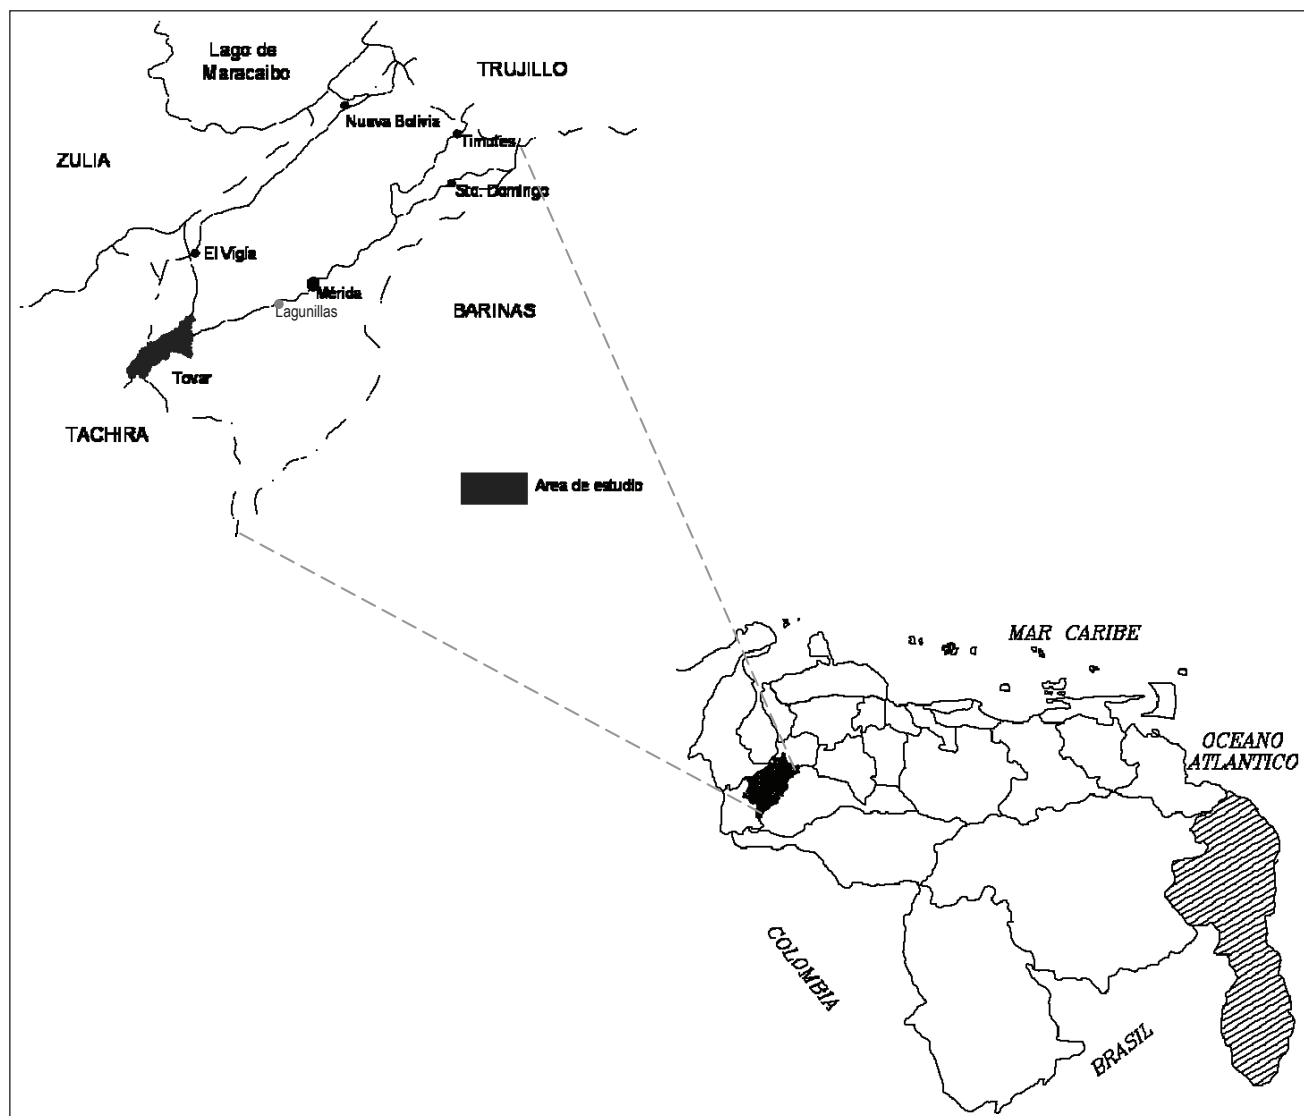 Lago de
Maracaibo
TRUJILLO
Nueva Bolivia
Timotes
ZULIA
Sto. Domingo
El Vigía
Mérida
Lagunillas
BARINAS
Tovar
TACHIRA
Area de estudio
MAR CARIBE
OCEANO
ATLANTICO
COLOMBIA
BRASIL